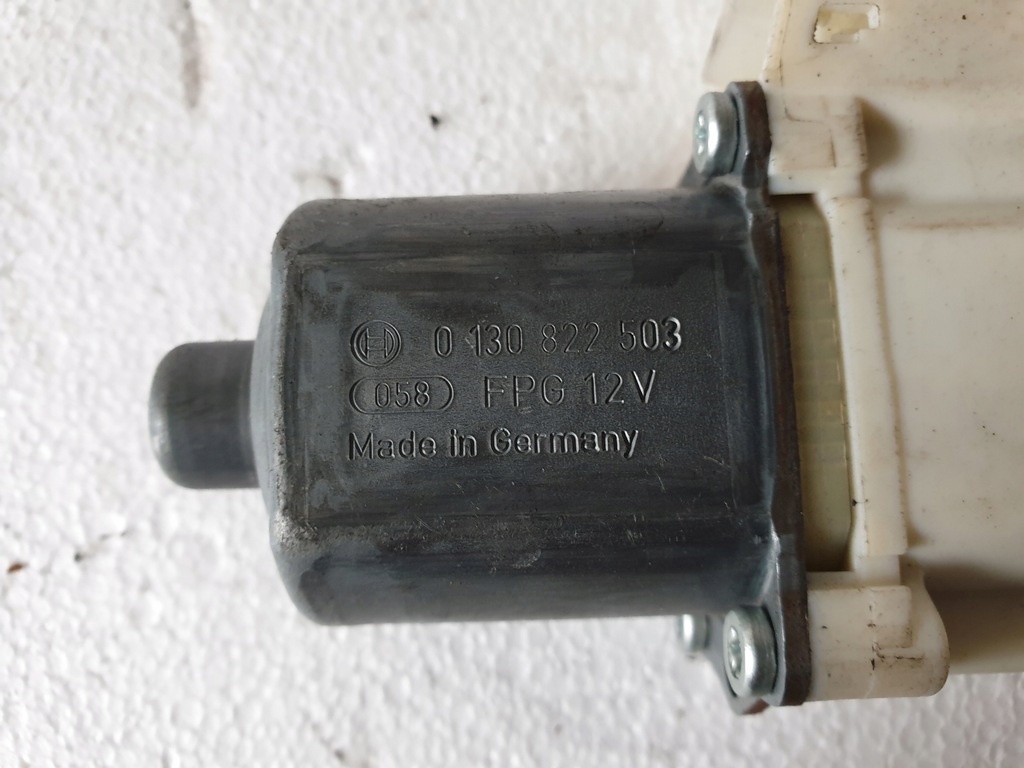 0 130 822 503
058 FPG 12V
Made in Germany